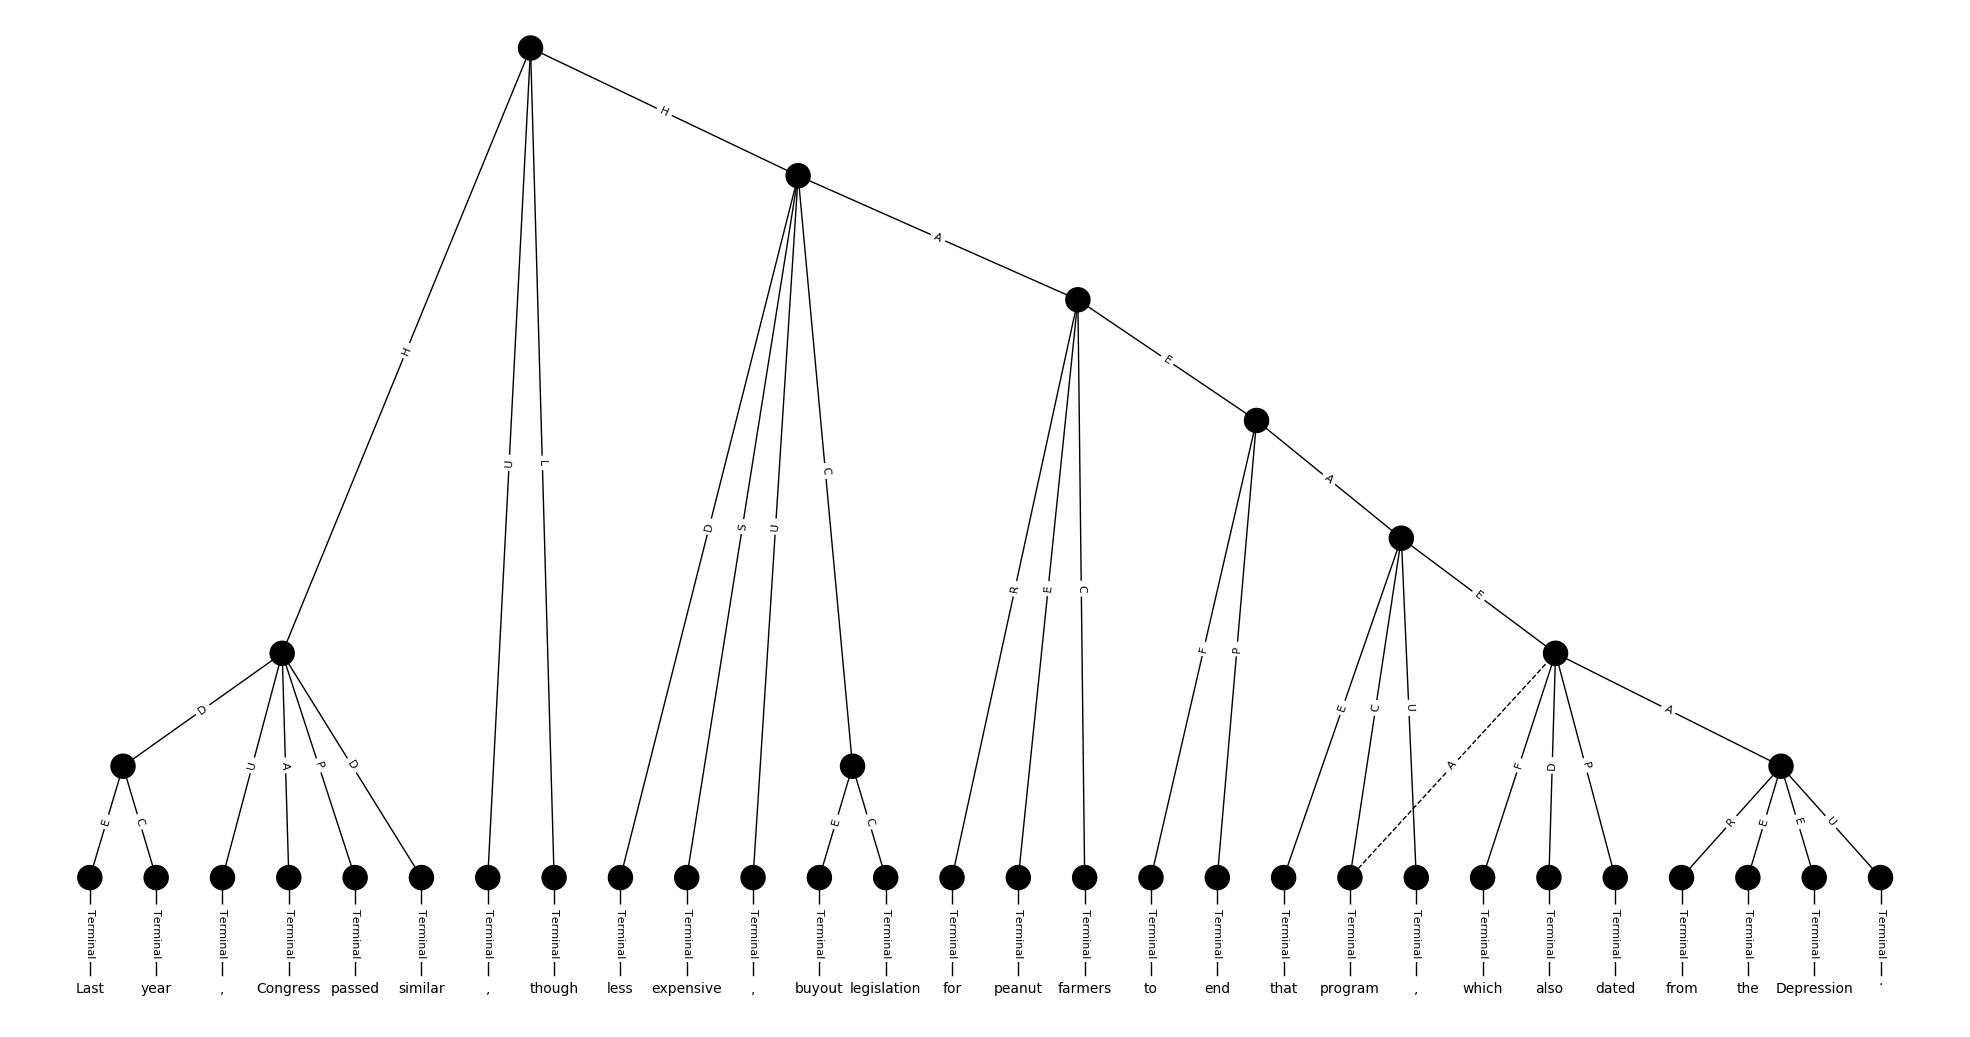 H
H
A
H
E
U
L
C
A
D
S
U
R
E
C
E
F
P
D
E
C
U
A
U
A
P
D
A
F
D
P
E
C
E
C
R
E
E
U
Terminal Terminal Terminal Terminal Terminal Terminal Terminal Terminal Terminal Terminal Terminal Terminal Terminal Terminal Terminal Terminal Terminal Terminal Terminal Terminal Terminal Terminal Terminal Terminal Terminal Terminal Terminal Terminal
Last year , Congress passed similar , though less expensive , buyout legislation for peanut farmers to end that program , which also dated from the Depression .